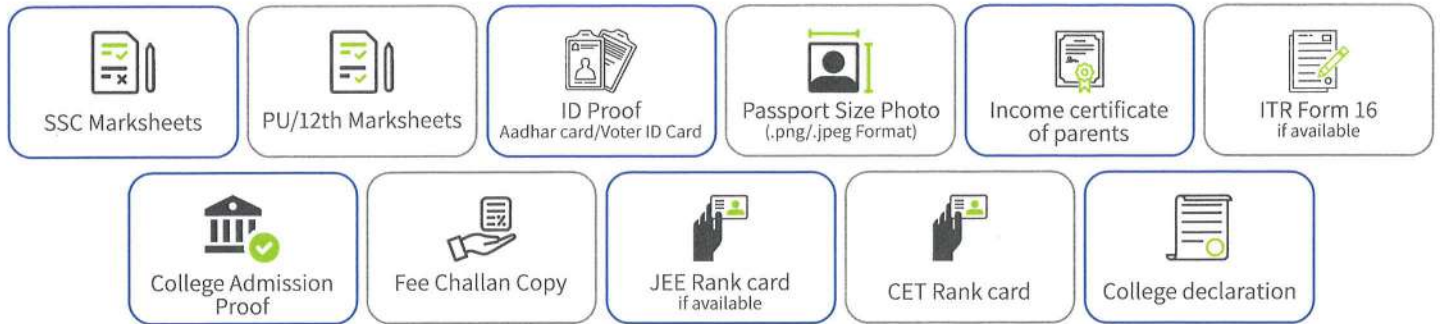 SSC Marksheets
PU/12th Marksheets
ID Proof
Aadhar card/Voter ID Card
Passport Size Photo
(.png/.jpeg Format)
Income certificate
of parents
ITR Form 16
if available
College Admission
Proof
Fee Challan Copy
JEE Rank card
if available
CET Rank card
College declaration